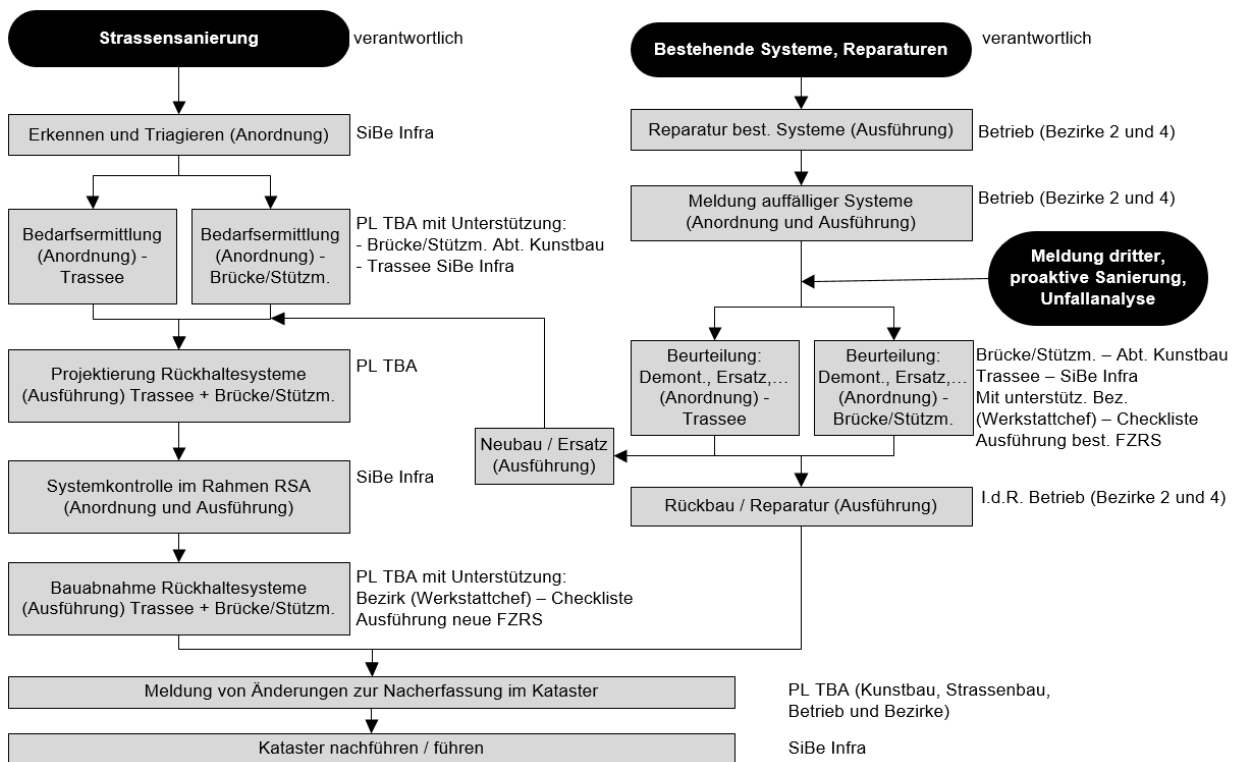 Strassensanierung
verantwortlich
Erkennen und Triagieren (Anordnung)
SiBe Infra
Bedarfsermittlung
(Anordnung) -
Trassee
Bedarfsermittlung
(Anordnung) -
Brücke/Stützm.
PL TBA mit Unterstützung:
- Brücke/Stützm. Abt. Kunstbau
- Trassee SiBe Infra
Projektierung Rückhaltesysteme
(Ausführung) Trassee + Brücke/Stützm.
PL TBA
Systemkontrolle im Rahmen RSA
(Anordnung und Ausführung)
SiBe Infra
Bauabnahme Rückhaltesysteme
(Ausführung) Trassee + Brücke/Stützm.
PL TBA mit Unterstützung:
Bezirk (Werkstattchef) – Checkliste
Ausführung neue FZRS
Bestehende Systeme, Reparaturen
verantwortlich
Reparatur best. Systeme (Ausführung)
Betrieb (Bezirke 2 und 4)
Meldung auffälliger Systeme
(Anordnung und Ausführung)
Betrieb (Bezirke 2 und 4)
Meldung dritter,
proaktive Sanierung,
Unfallanalyse
Beurteilung:
Demont., Ersatz,…
(Anordnung) -
Trassee
Beurteilung:
Demont., Ersatz,…
(Anordnung) -
Brücke/Stützm.
Brücke/Stützm. – Abt. Kunstbau
Trassee – SiBe Infra
Mit unterstütz. Bez.
(Werkstattchef) – Checkliste
Ausführung best. FZRS
Neubau / Ersatz
(Ausführung)
Rückbau / Reparatur (Ausführung)
I.d.R. Betrieb (Bezirke 2 und 4)
Meldung von Änderungen zur Nacherfassung im Kataster
PL TBA (Kunstbau, Strassenbau,
Betrieb und Bezirke)
Kataster nachführen / führen
SiBe Infra